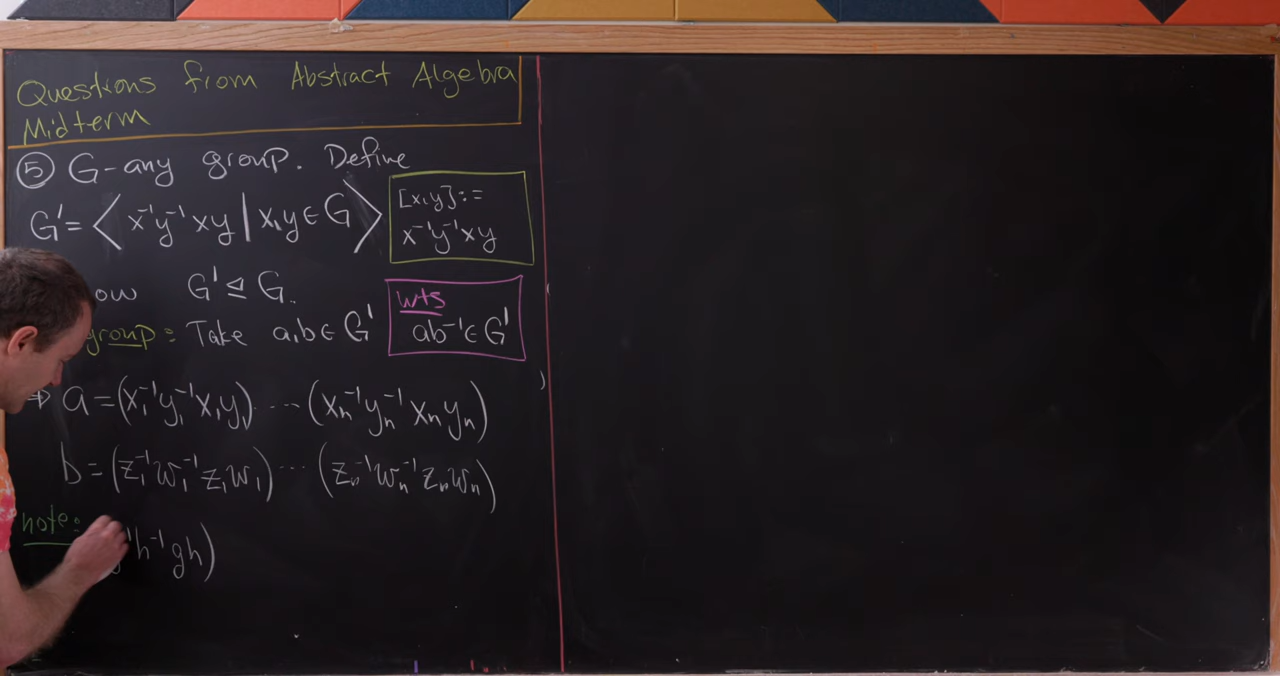 Questions from Abstract Algebra
Midterm
⑤ G-any group. Define
G' = ⟨x⁻¹y⁻¹xy | x,y ∈ G⟩
[x,y] :=
x⁻¹y⁻¹xy
ow G' ⊴ G.
group: Take a,b ∈ G'
wts
ab⁻¹ ∈ G'
⇒ a = (x₁⁻¹y₁⁻¹x₁y₁) ··· (xₙ⁻¹yₙ⁻¹xₙyₙ)
b = (z₁⁻¹w₁⁻¹z₁w₁) ··· (zₙ⁻¹wₙ⁻¹zₙwₙ)
note:
h⁻¹gh)